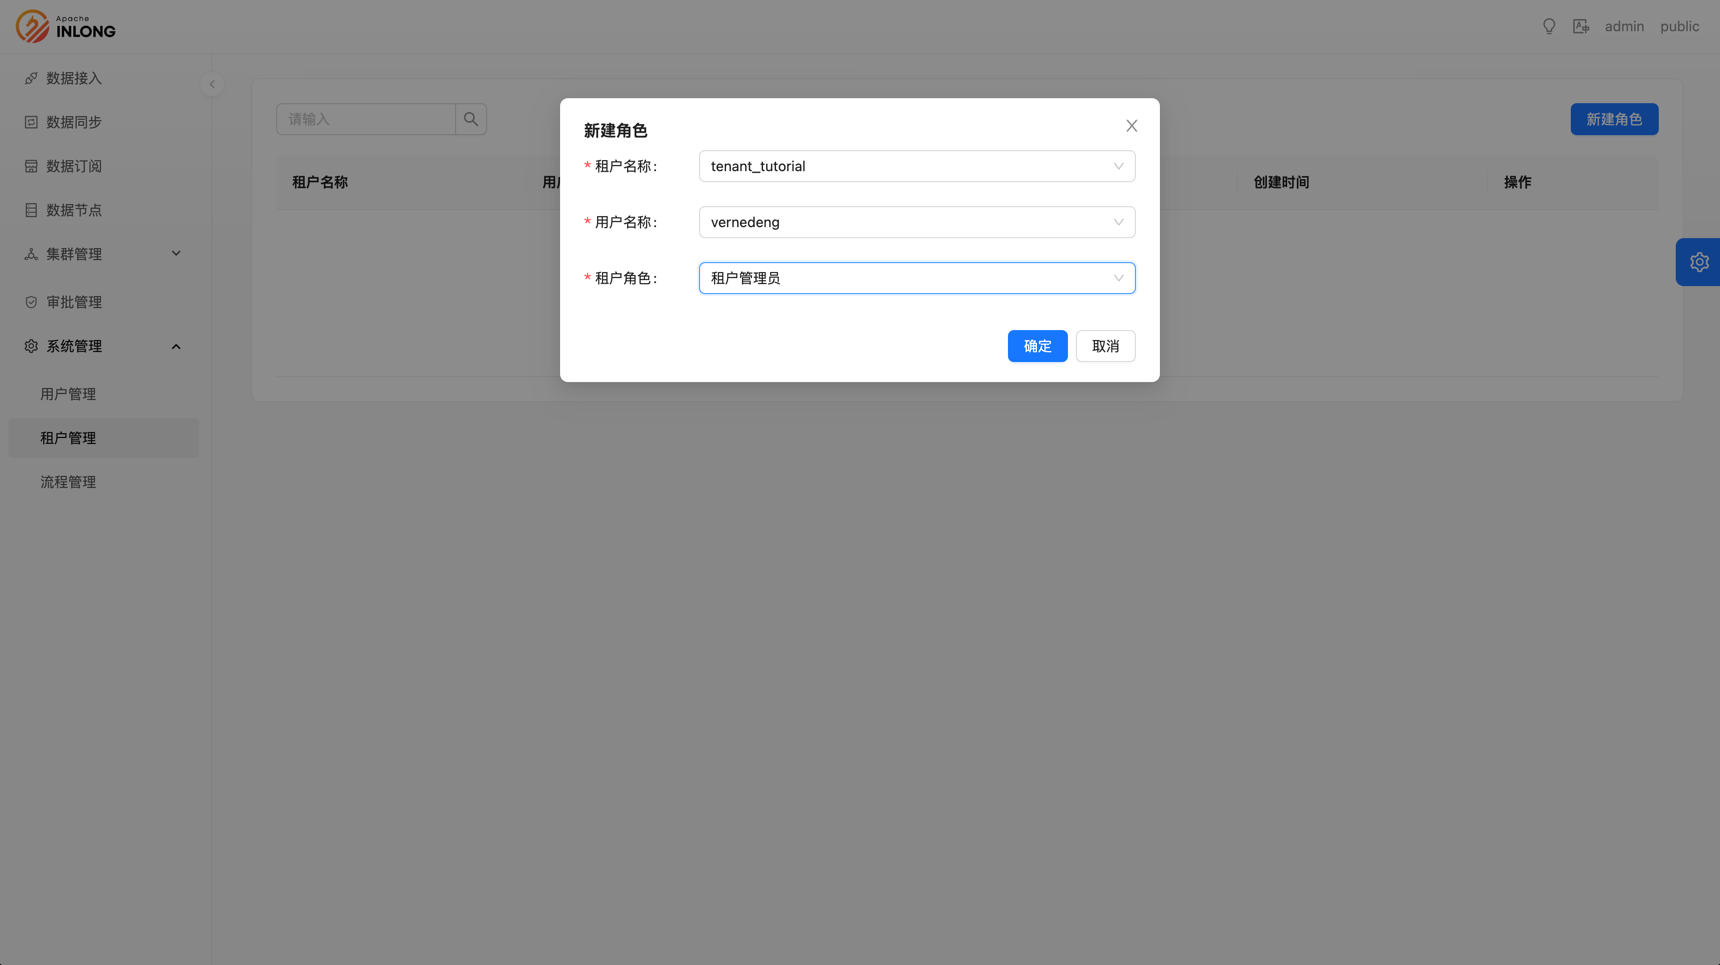 Apache
INLONG
admin
public
数据接入
数据同步
数据订阅
数据节点
集群管理
审批管理
系统管理
用户管理
租户管理
流程管理
请输入
新建角色
租户名称
用户
创建时间
操作
新建角色
* 租户名称:
tenant_tutorial
* 用户名称:
vernedeng
* 租户角色:
租户管理员
确定
取消